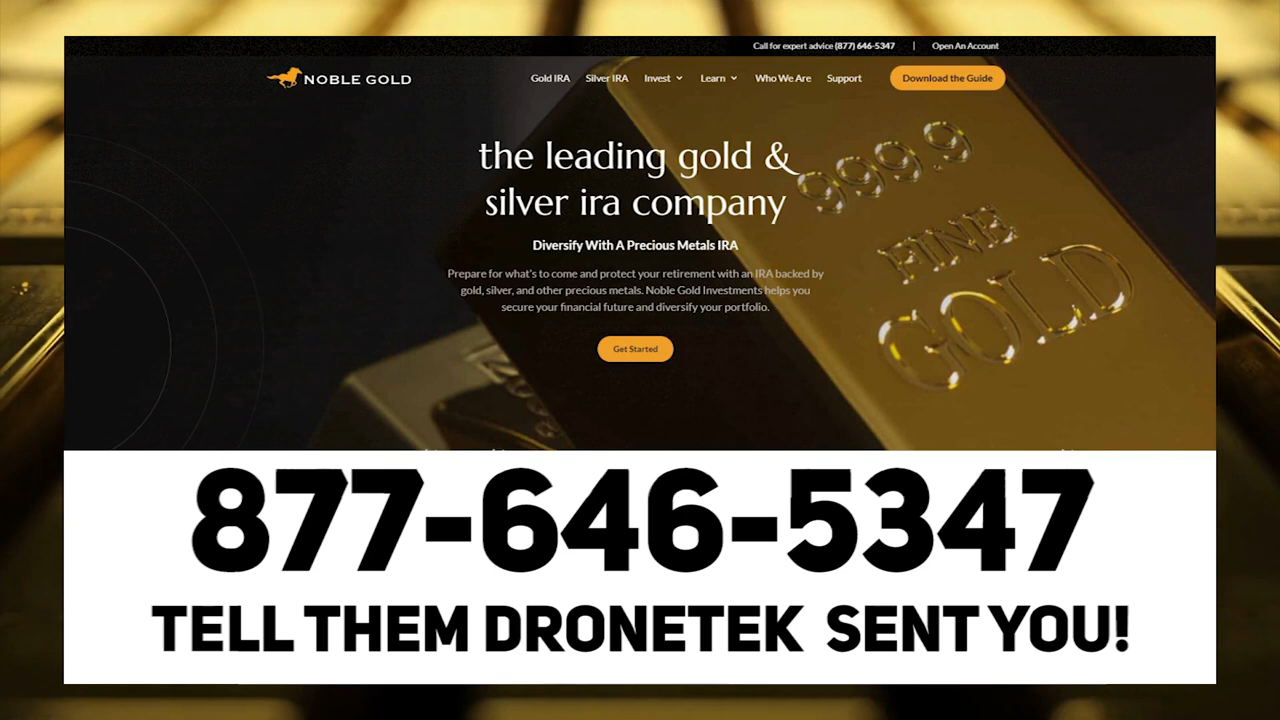 Call for expert advice (877) 646-5347 | Open An Account
NOBLE GOLD Gold IRA Silver IRA Invest Learn Who We Are Support Download the Guide
the leading gold &
silver ira company
Diversify With A Precious Metals IRA
Prepare for what's to come and protect your retirement with an IRA backed by
gold, silver, and other precious metals. Noble Gold Investments helps you
secure your financial future and diversify your portfolio.
Get Started
999.9
FINE
GOLD
877-646-5347
TELL THEM DRONETEK SENT YOU!